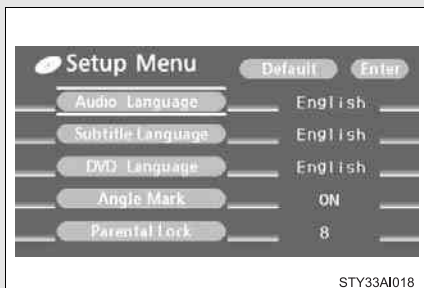 Setup Menu Default Enter
Audio Language English
Subtitle Language English
DVD Language English
Angle Mark ON
Parental Lock 8
STY33AI018